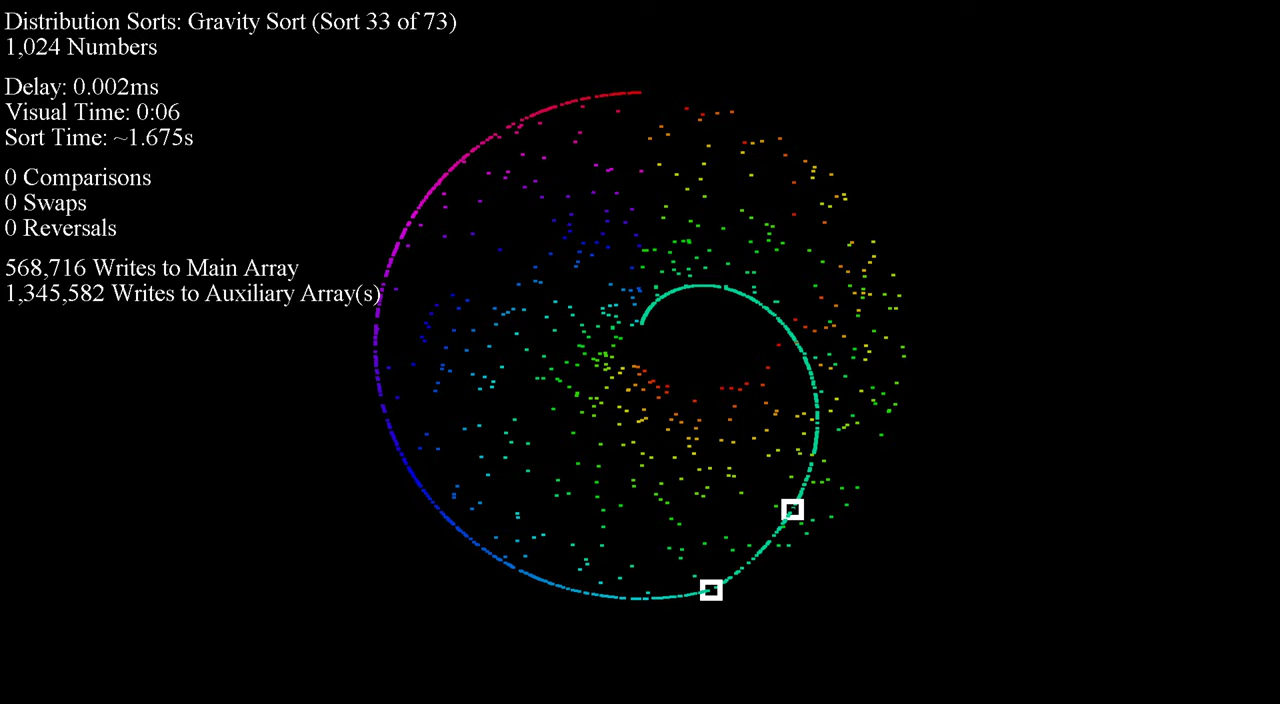 Distribution Sorts: Gravity Sort (Sort 33 of 73)
1,024 Numbers
Delay: 0.002ms
Visual Time: 0:06
Sort Time: ~1.675s
0 Comparisons
0 Swaps
0 Reversals
568,716 Writes to Main Array
1,345,582 Writes to Auxiliary Array(s)